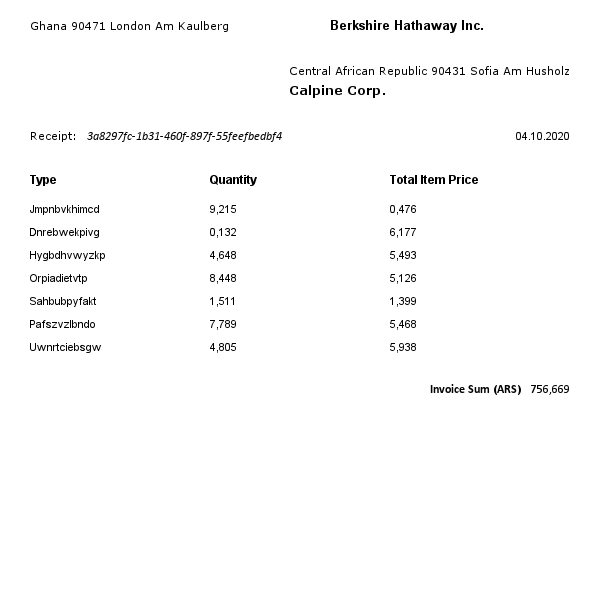 Ghana 90471 London Am Kaulberg Berkshire Hathaway Inc.
Central African Republic 90431 Sofia Am Husholz
Calpine Corp.
Receipt: 3a8297fc-1b31-460f-897f-55feefbedbf4 04.10.2020
Type Quantity Total Item Price
Jmpnbvkhimcd 9,215 0,476
Dnrebwekpivg 0,132 6,177
Hygbdhvwyzkp 4,648 5,493
Orpiadietvtp 8,448 5,126
Sahbubpyfakt 1,511 1,399
Pafszvzlbndo 7,789 5,468
Uwnrtciebsgw 4,805 5,938
Invoice Sum (ARS) 756,669